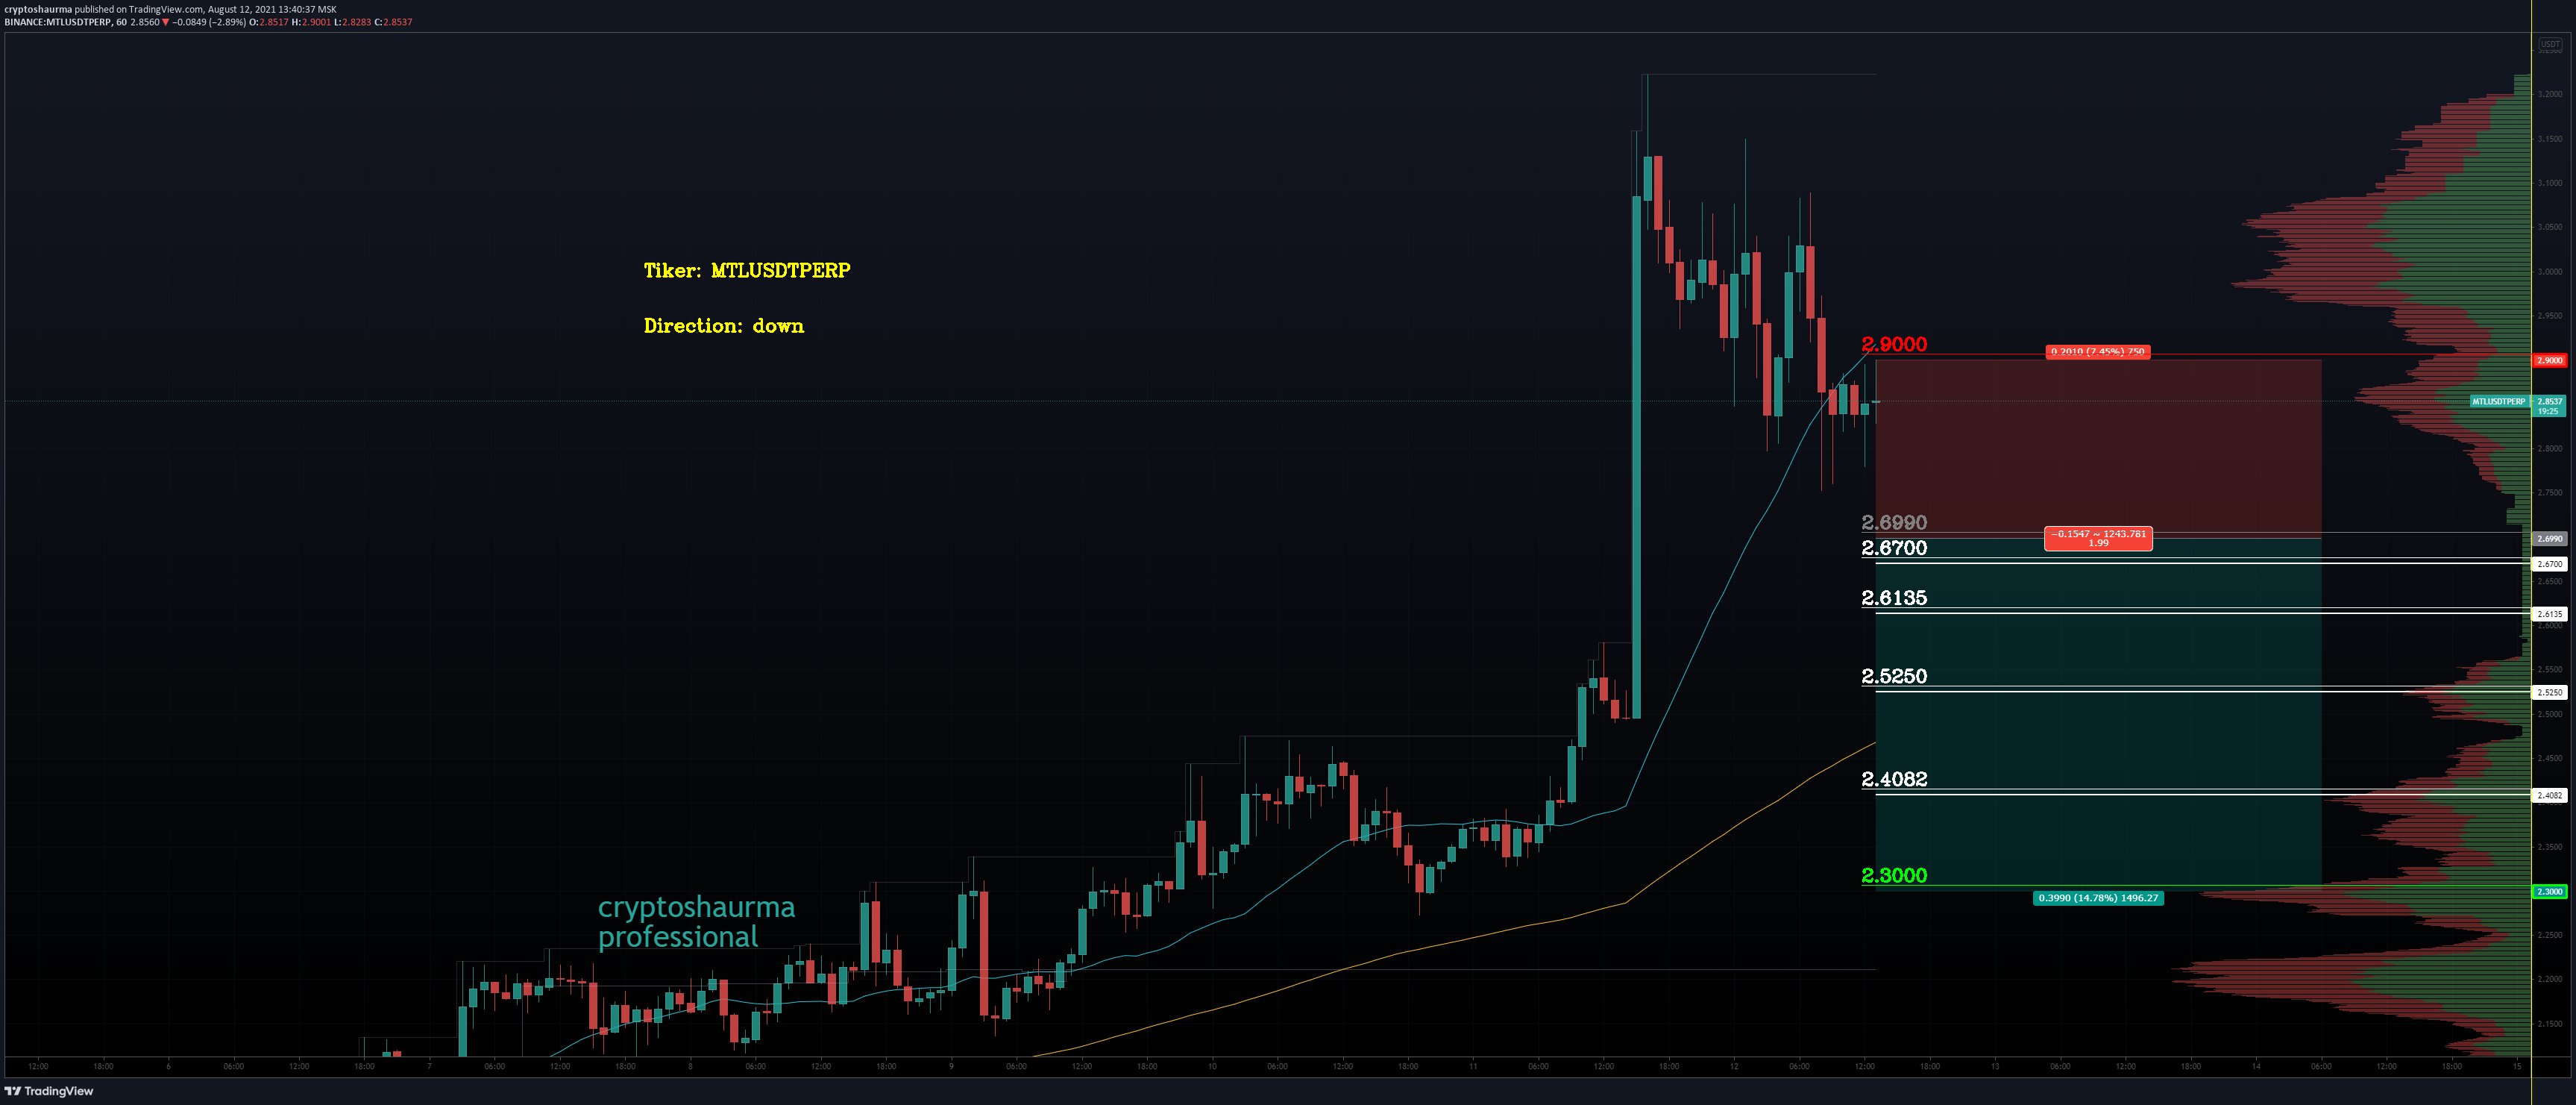 cryptoshaurma published on TradingView.com, August 12, 2021 13:40:37 MSK
BINANCE:MTLUSDTPERP, 60 2.8560 ▼ −0.0849 (−2.89%) O:2.8517 H:2.9001 L:2.8283 C:2.8537
USDT
3.2000
3.1500
3.1000
3.0500
3.0000
2.9500
Tiker: MTLUSDTPERP
Direction: down
2.9000
0.2010 (7.45%) 750
2.9000
MTLUSDTPERP
2.8537
19:25
2.8000
2.7500
2.6990
−0.1547 ~ 1243.781
1.99
2.6990
2.6700
2.6700
2.6500
2.6135
2.6135
2.6000
2.5500
2.5250
2.5250
2.5000
2.4500
2.4082
2.4082
2.3500
2.3000
0.3990 (14.78%) 1496.27
2.3000
cryptoshaurma
professional
2.2500
2.2000
2.1500
12:00 18:00 6 06:00 12:00 18:00 7 06:00 12:00 18:00 8 06:00 12:00 18:00 9 06:00 12:00 18:00 10 06:00 12:00 18:00 11 06:00 12:00 18:00 12 06:00 12:00 18:00 13 06:00 12:00 18:00 14 06:00 12:00 18:00 15
TradingView